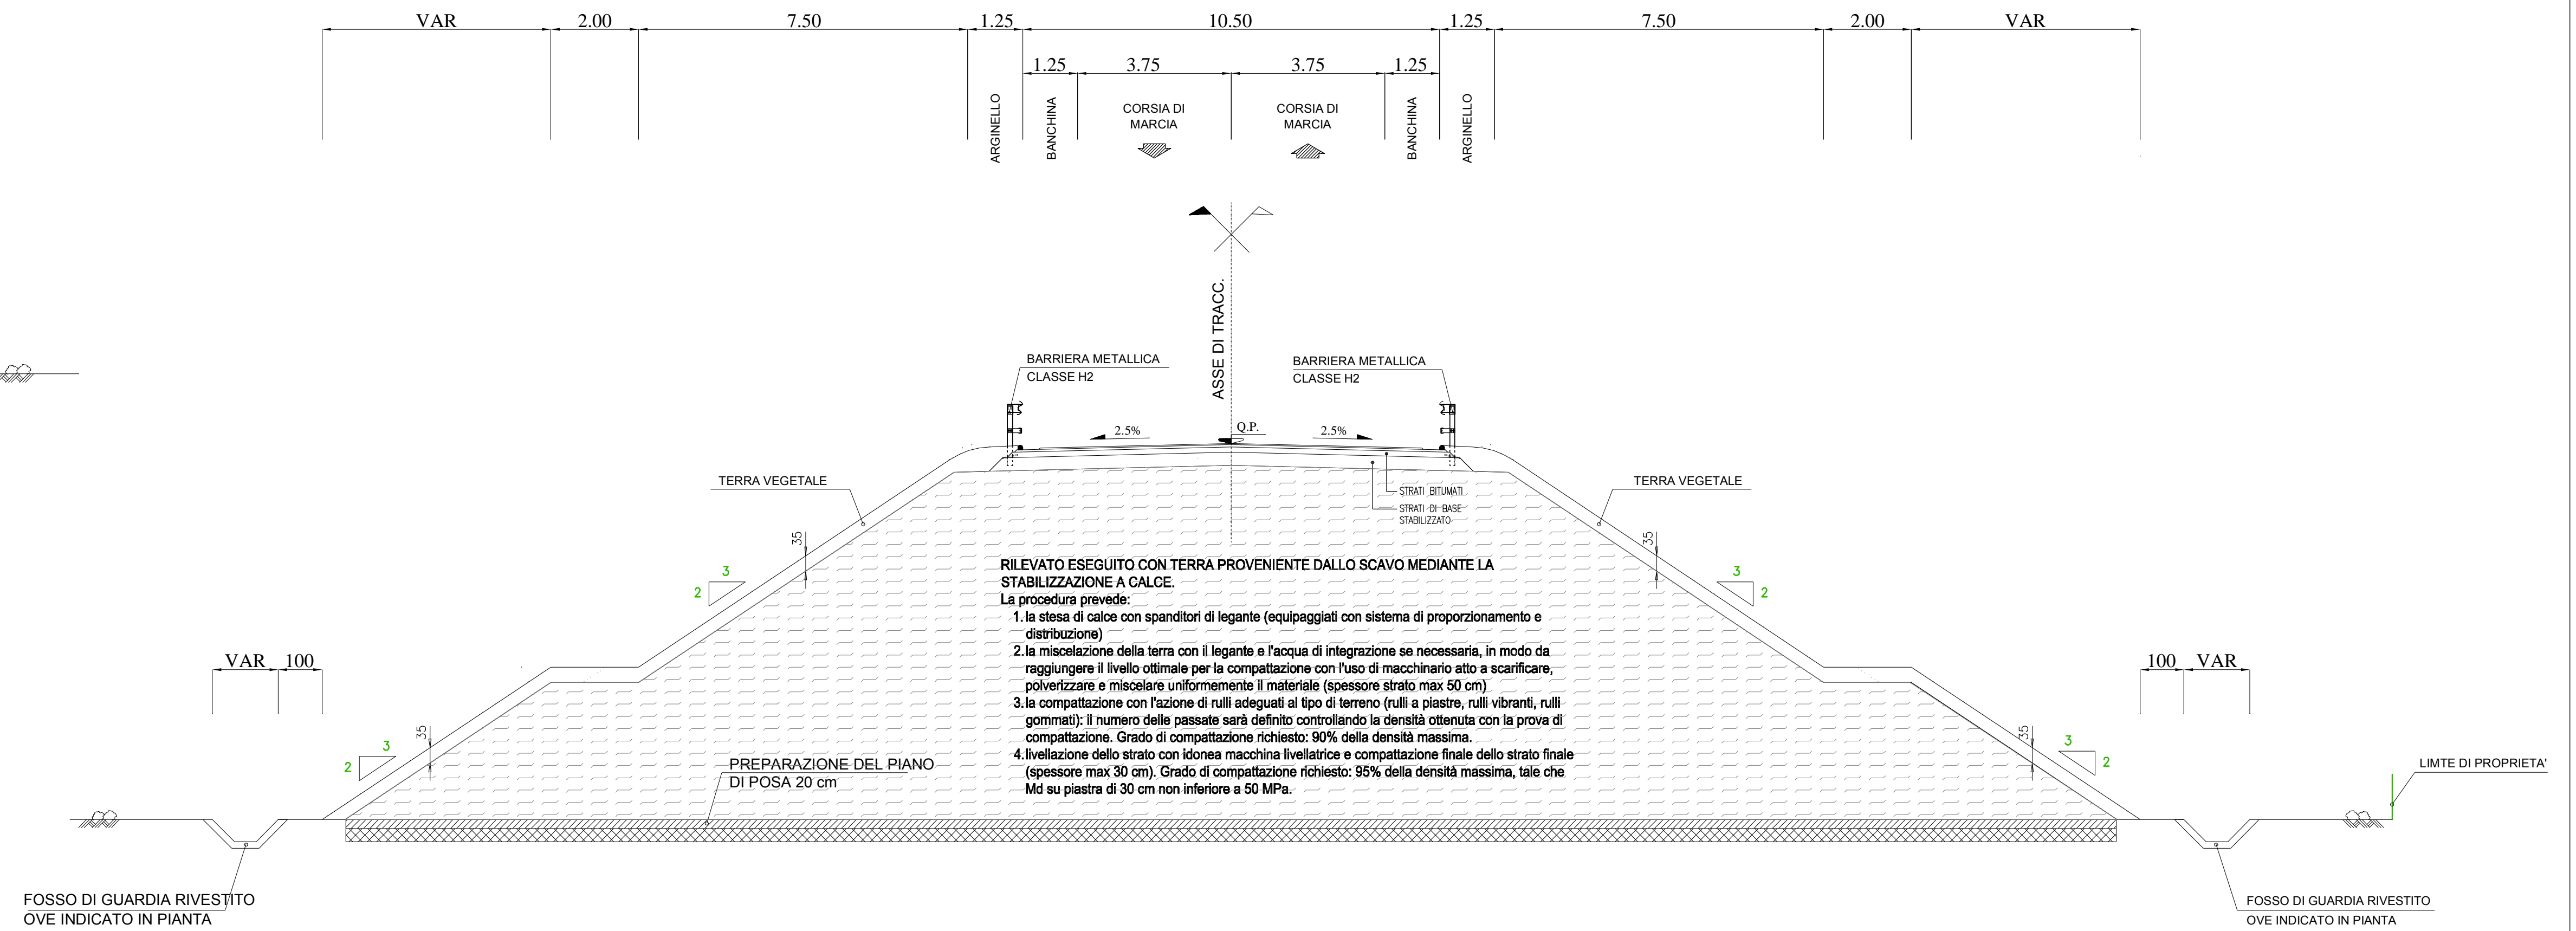 VAR 2.00 7.50 1.25 10.50 1.25 7.50 2.00 VAR
1.25 3.75 3.75 1.25
ARGINELLO
BANCHINA
CORSIA DI
MARCIA
CORSIA DI
MARCIA
BANCHINA
ARGINELLO
ASSE DI TRACC.
BARRIERA METALLICA
CLASSE H2
BARRIERA METALLICA
CLASSE H2
2.5% Q.P. 2.5%
TERRA VEGETALE
TERRA VEGETALE
STRATI BITUMATI
STRATI DI BASE
STABILIZZATO
35
35
3
2
3
2
RILEVATO ESEGUITO CON TERRA PROVENIENTE DALLO SCAVO MEDIANTE LA
STABILIZZAZIONE A CALCE.
La procedura prevede:
1. la stesa di calce con spanditori di legante (equipaggiati con sistema di proporzionamento e
distribuzione)
2. la miscelazione della terra con il legante e l'acqua di integrazione se necessaria, in modo da
raggiungere il livello ottimale per la compattazione con l'uso di macchinario atto a scarificare,
polverizzare e miscelare uniformemente il materiale (spessore strato max 50 cm)
3. la compattazione con l'azione di rulli adeguati al tipo di terreno (rulli a piastre, rulli vibranti, rulli
gommati): il numero delle passate sarà definito controllando la densità ottenuta con la prova di
compattazione. Grado di compattazione richiesto: 90% della densità massima.
4. livellazione dello strato con idonea macchina livellatrice e compattazione finale dello strato finale
(spessore max 30 cm). Grado di compattazione richiesto: 95% della densità massima, tale che
Md su piastra di 30 cm non inferiore a 50 MPa.
VAR 100
100 VAR
35
35
3
2
3
2
PREPARAZIONE DEL PIANO
DI POSA 20 cm
LIMTE DI PROPRIETA'
FOSSO DI GUARDIA RIVESTITO
OVE INDICATO IN PIANTA
FOSSO DI GUARDIA RIVESTITO
OVE INDICATO IN PIANTA